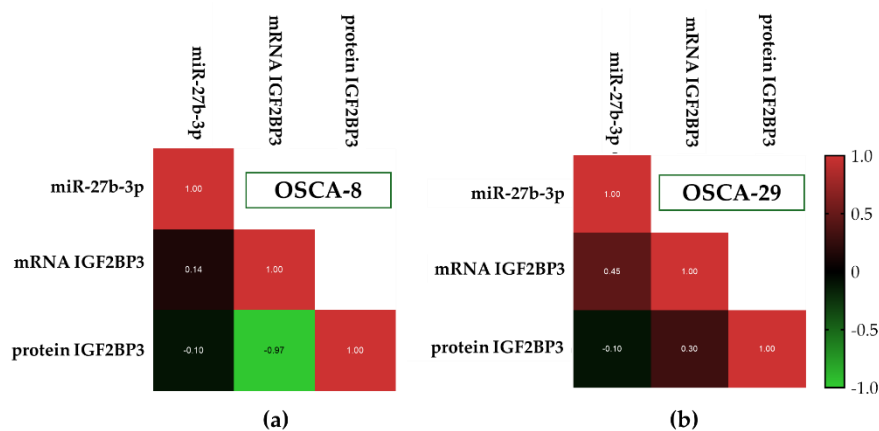 miR-27b-3p
mRNA IGF2BP3
protein IGF2BP3
miR-27b-3p
1.00
OSCA-8
mRNA IGF2BP3
0.14
1.00
protein IGF2BP3
-0.10
-0.97
1.00
(a)
miR-27b-3p
mRNA IGF2BP3
protein IGF2BP3
miR-27b-3p
1.00
OSCA-29
mRNA IGF2BP3
0.45
1.00
protein IGF2BP3
-0.10
0.30
1.00
(b)
1.0
0.5
0
-0.5
-1.0